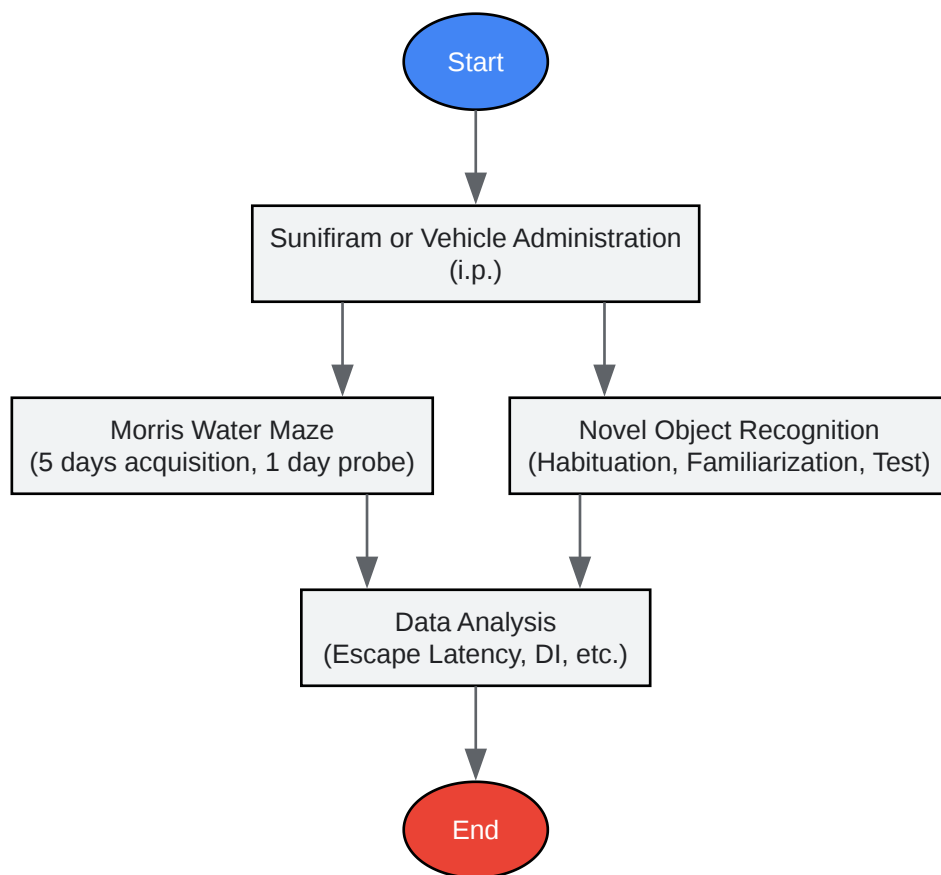 Start
Sunifiram or Vehicle Administration
(i.p.)
Morris Water Maze
(5 days acquisition, 1 day probe)
Novel Object Recognition
(Habituation, Familiarization, Test)
Data Analysis
(Escape Latency, DI, etc.)
End